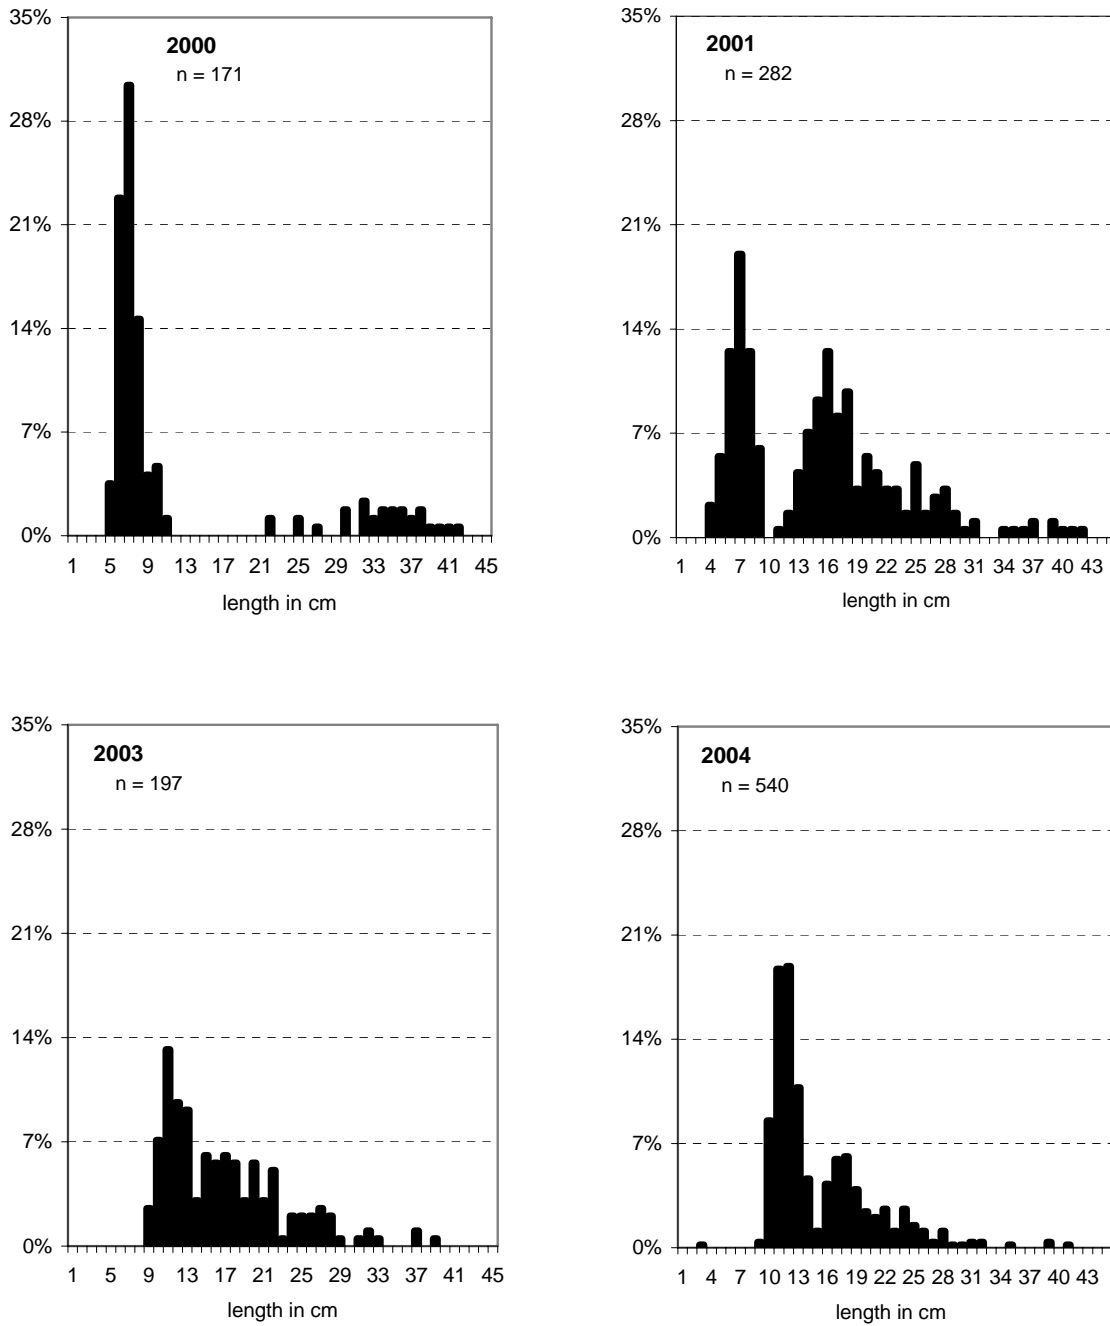 35%
2000
n = 171
28%
21%
14%
7%
0%
1 5 9 13 17 21 25 29 33 37 41 45
length in cm
35%
2001
n = 282
28%
21%
14%
7%
0%
1 4 7 10 13 16 19 22 25 28 31 34 37 40 43
length in cm
35%
2003
n = 197
28%
21%
14%
7%
0%
1 5 9 13 17 21 25 29 33 37 41 45
length in cm
35%
2004
n = 540
28%
21%
14%
7%
0%
1 4 7 10 13 16 19 22 25 28 31 34 37 40 43
length in cm